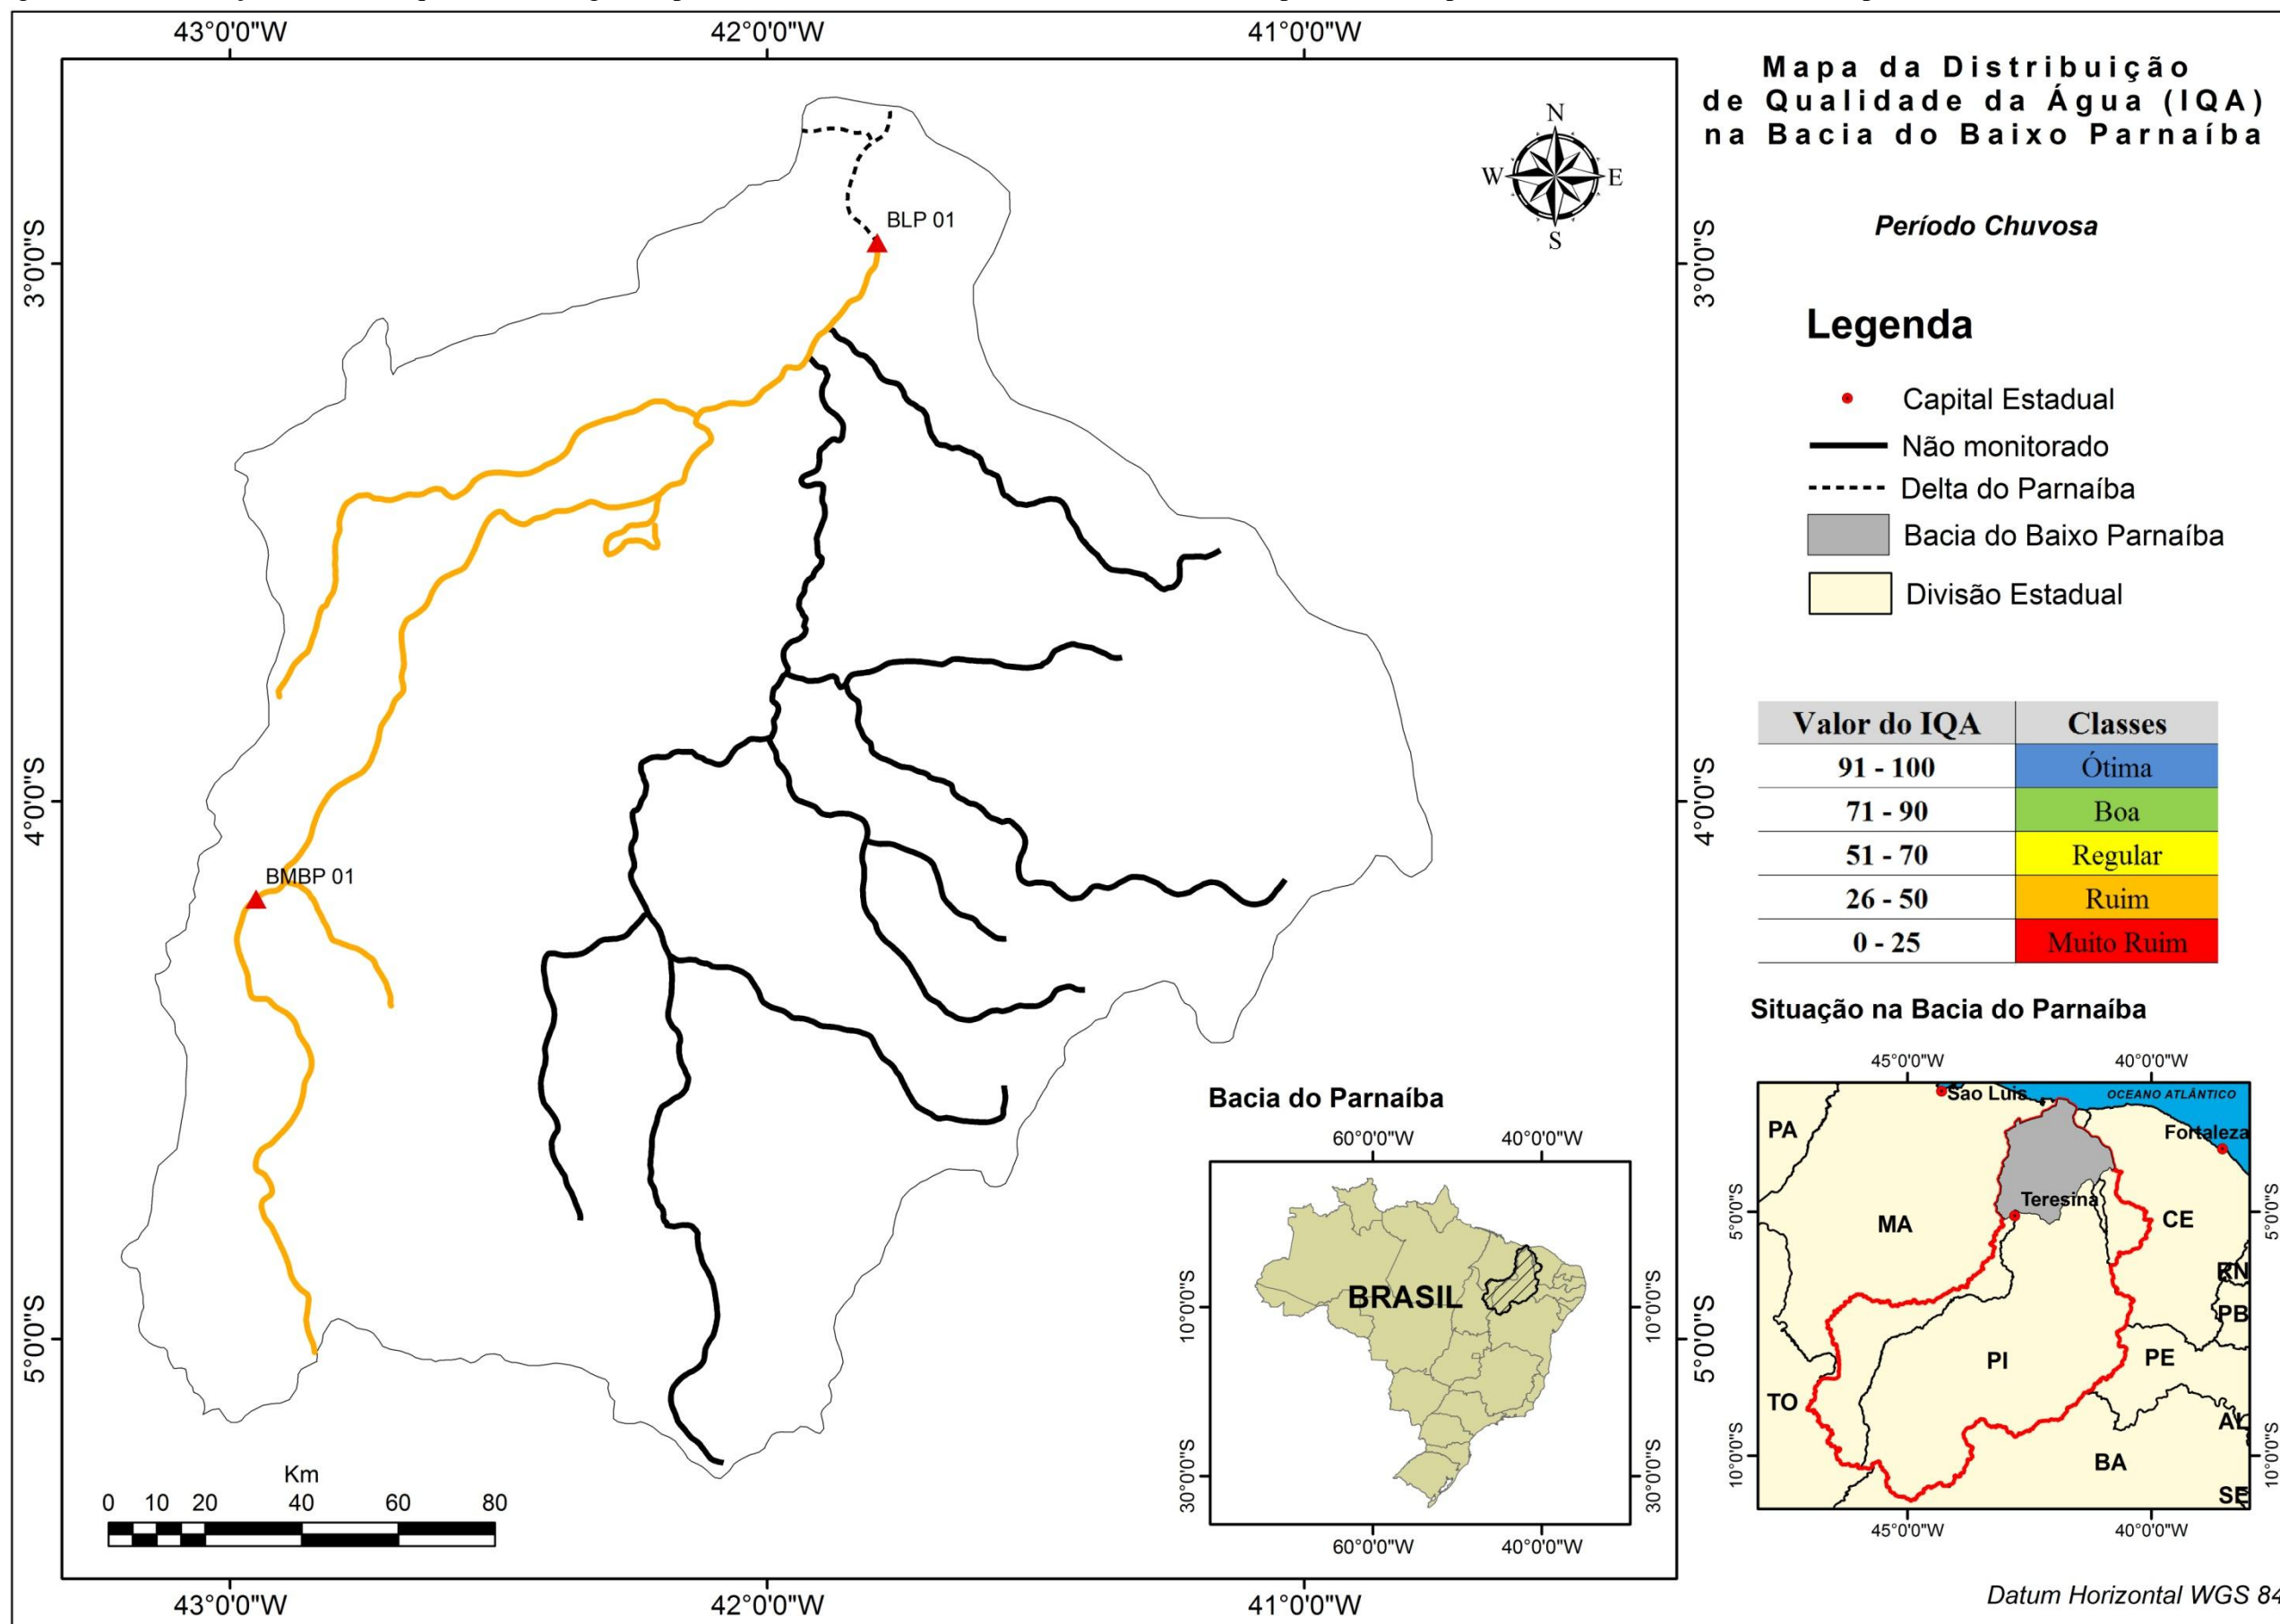 43°0'0"W
42°0'0"W
41°0'0"W
3°0'0"S
4°0'0"S
5°0'0"S
BLP 01
BMBP 01
N
W
E
S
Km
0 10 20 40 60 80
43°0'0"W
42°0'0"W
41°0'0"W
3°0'0"S
4°0'0"S
5°0'0"S
Bacia do Parnaíba
60°0'0"W
40°0'0"W
10°0'0"S
30°0'0"S
BRASIL
10°0'0"S
30°0'0"S
60°0'0"W
40°0'0"W
Mapa da Distribuição
de Qualidade da Água (IQA)
na Bacia do Baixo Parnaíba
Período Chuvosa
Legenda
Capital Estadual
Não monitorado
Delta do Parnaíba
Bacia do Baixo Parnaíba
Divisão Estadual
Valor do IQA Classes
91 - 100 Ótima
71 - 90 Boa
51 - 70 Regular
26 - 50 Ruim
0 - 25 Muito Ruim
Situação na Bacia do Parnaíba
45°0'0"W
40°0'0"W
Sao Luis
OCEANO ATLÂNTICO
PA
Fortaleza
5°0'0"S
Teresina
MA
CE
5°0'0"S
RN
PB
PI
PE
TO
AL
10°0'0"S
BA
10°0'0"S
SE
45°0'0"W
40°0'0"W
Datum Horizontal WGS 84